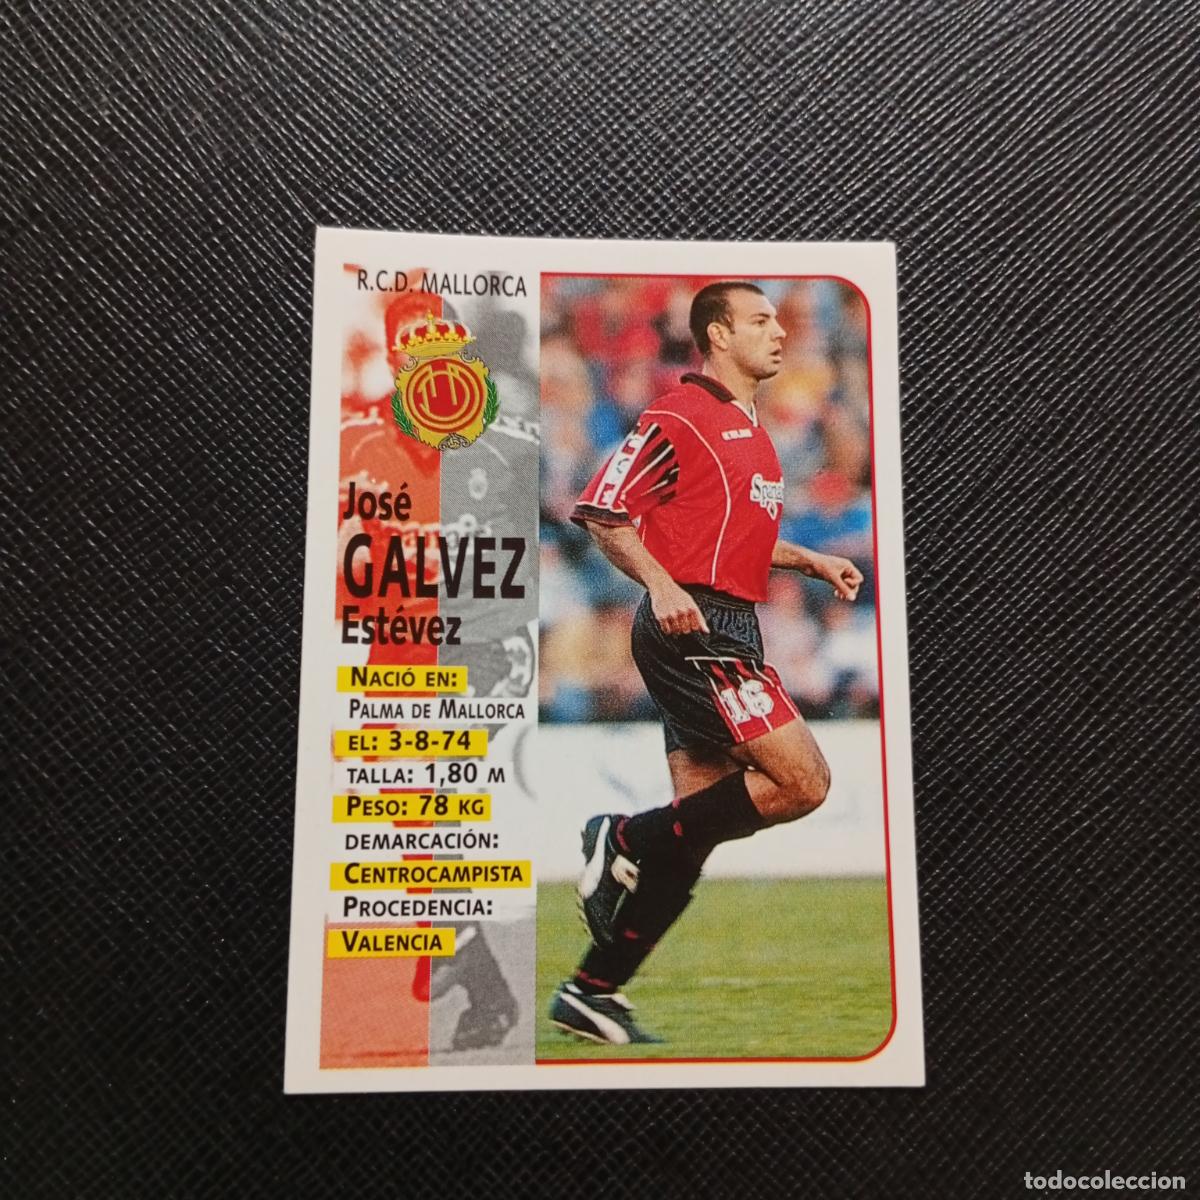 R.C.D. MALLORCA
José
GALVEZ
Estévez
NACIÓ EN:
PALMA DE MALLORCA
EL: 3-8-74
TALLA: 1,80 M
PESO: 78 KG
DEMARCACIÓN:
CENTROCAMPISTA
PROCEDENCIA:
VALENCIA
16
todocoleccion